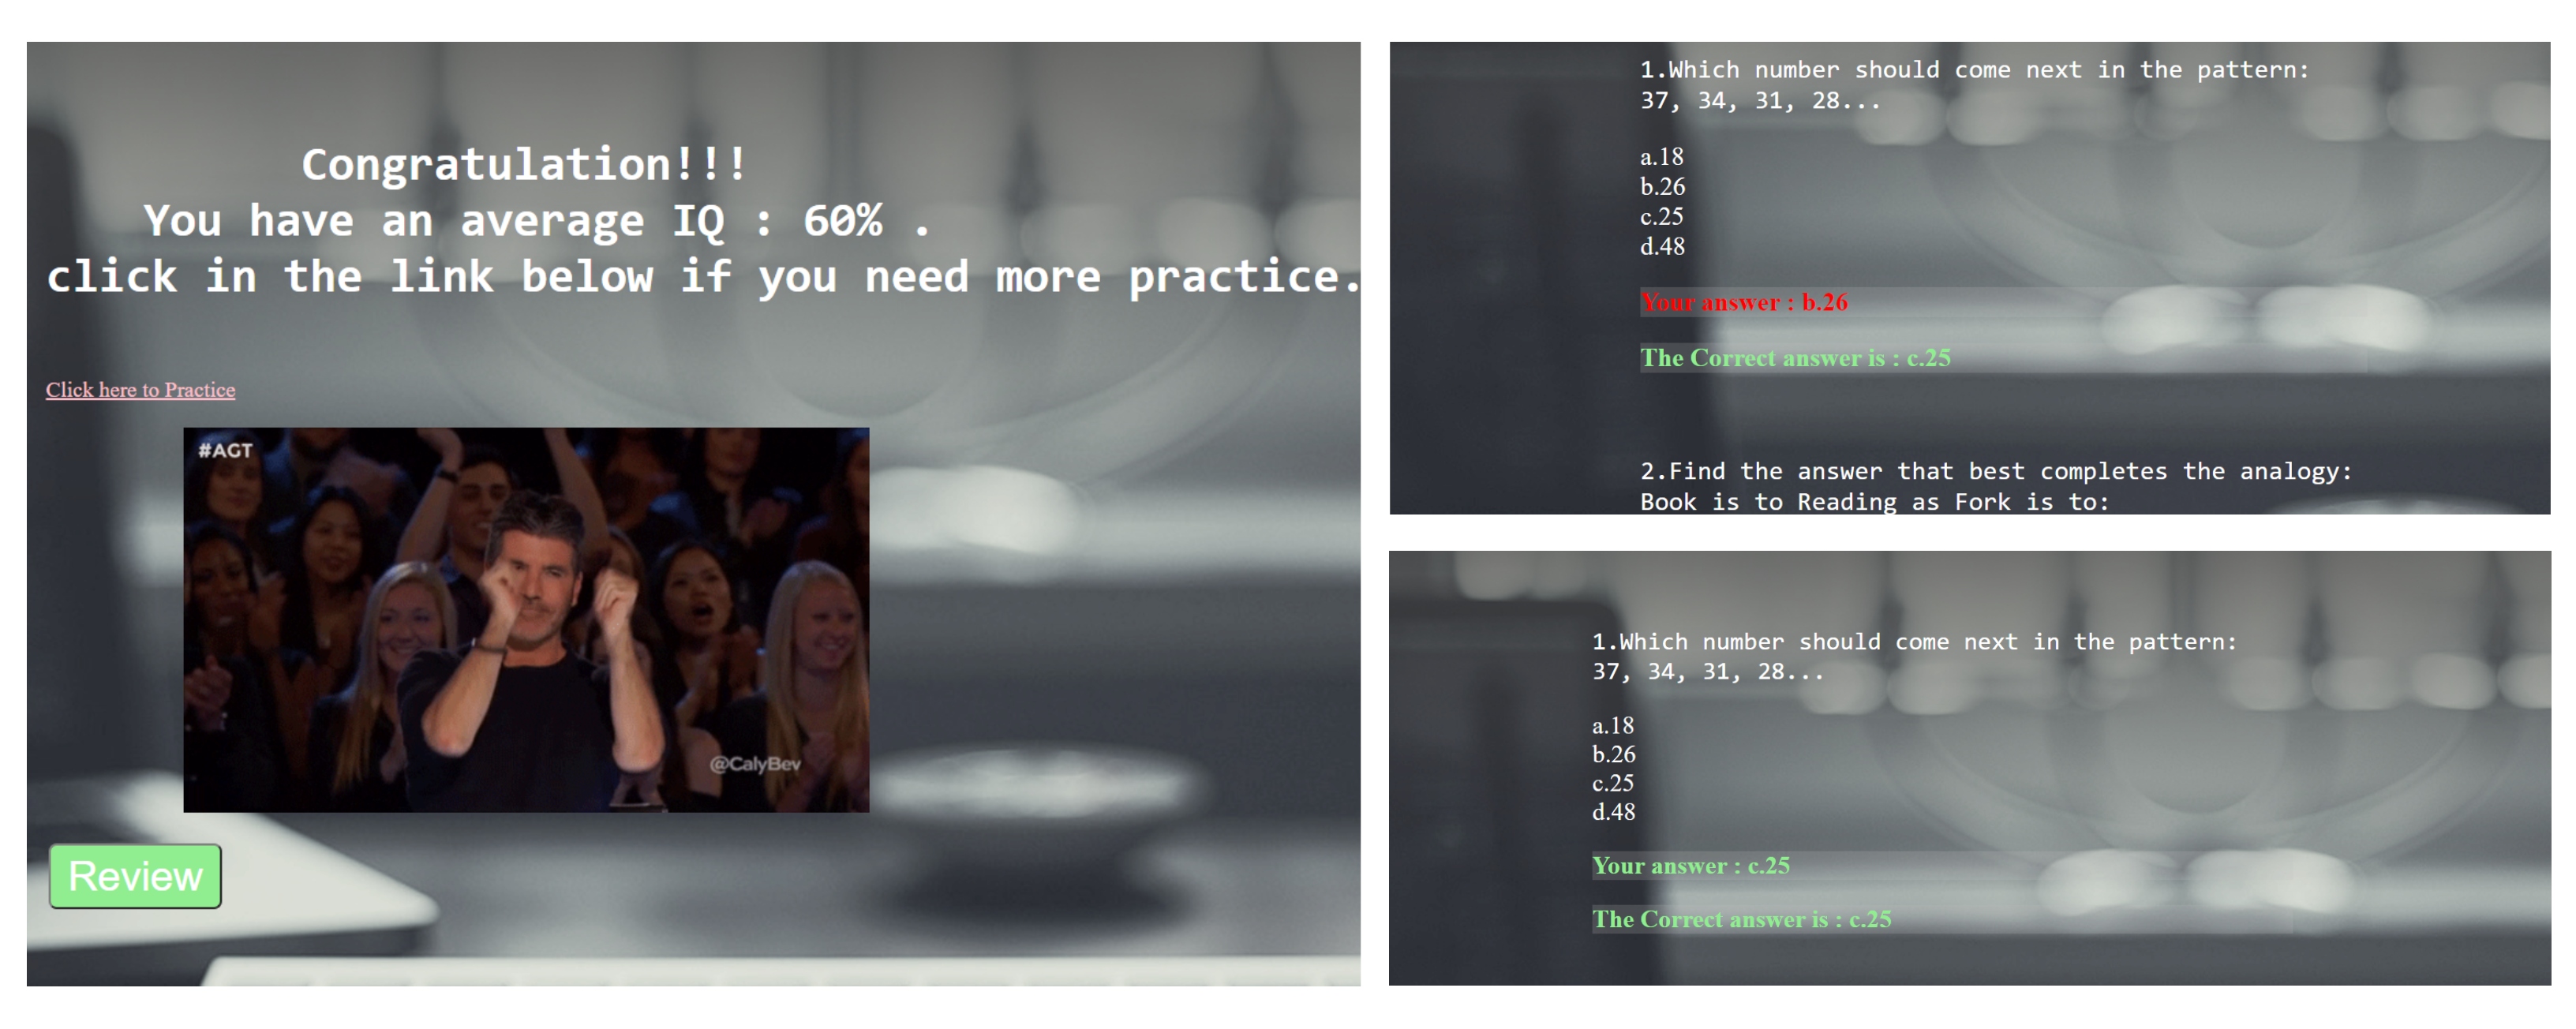 Congratulation!!!
You have an average IQ : 60% .
click in the link below if you need more practice.
Click here to Practice
#AGT
@CalyBev
Review
1.Which number should come next in the pattern:
37, 34, 31, 28...
a.18
b.26
c.25
d.48
Your answer : b.26
The Correct answer is : c.25
2.Find the answer that best completes the analogy:
Book is to Reading as Fork is to:
1.Which number should come next in the pattern:
37, 34, 31, 28...
a.18
b.26
c.25
d.48
Your answer : c.25
The Correct answer is : c.25